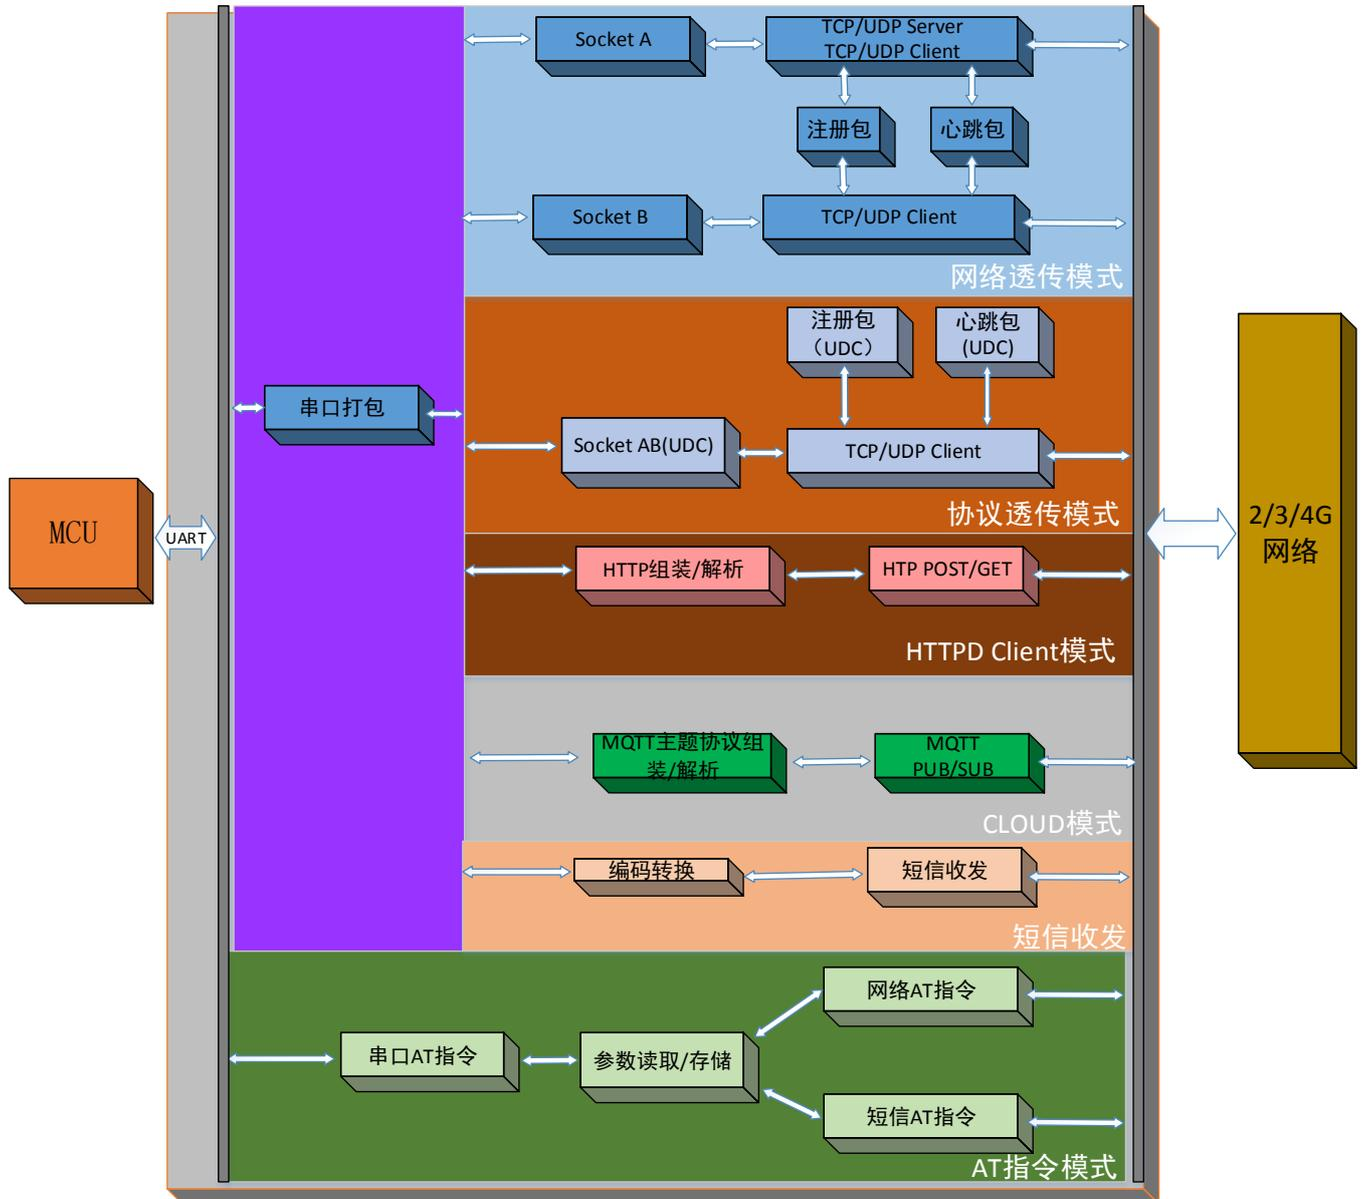 Socket A
TCP/UDP Server
TCP/UDP Client
注册包
心跳包
Socket B
TCP/UDP Client
网络透传模式
注册包
（UDC）
心跳包
(UDC)
串口打包
Socket AB(UDC)
TCP/UDP Client
协议透传模式
MCU
UART
2/3/4G
网络
HTTP组装/解析
HTP POST/GET
HTTPD Client模式
MQTT主题协议组
装/解析
MQTT
PUB/SUB
CLOUD模式
编码转换
短信收发
短信收发
网络AT指令
串口AT指令
参数读取/存储
短信AT指令
AT指令模式